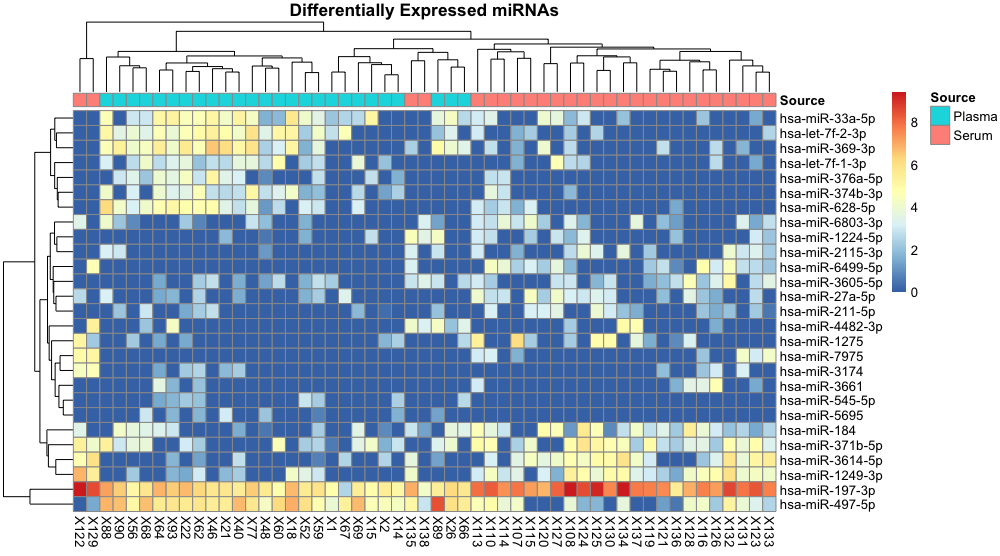 Differentially Expressed miRNAs
Source
hsa-miR-33a-5p
hsa-let-7f-2-3p
hsa-miR-369-3p
hsa-let-7f-1-3p
hsa-miR-376a-5p
hsa-miR-374b-3p
hsa-miR-628-5p
hsa-miR-6803-3p
hsa-miR-1224-5p
hsa-miR-2115-3p
hsa-miR-6499-5p
hsa-miR-3605-5p
hsa-miR-27a-5p
hsa-miR-211-5p
hsa-miR-4482-3p
hsa-miR-1275
hsa-miR-7975
hsa-miR-3174
hsa-miR-3661
hsa-miR-545-5p
hsa-miR-5695
hsa-miR-184
hsa-miR-371b-5p
hsa-miR-3614-5p
hsa-miR-1249-3p
hsa-miR-197-3p
hsa-miR-497-5p
X122 X129 X88 X90 X56 X68 X64 X93 X22 X62 X46 X21 X40 X77 X48 X60 X18 X52 X59 X1 X67 X69 X15 X2 X14 X135 X138 X89 X26 X66 X113 X110 X114 X107 X115 X120 X127 X108 X124 X125 X130 X134 X137 X119 X121 X136 X128 X116 X126 X132 X131 X123 X133
8
6
4
2
0
Source
Plasma
Serum